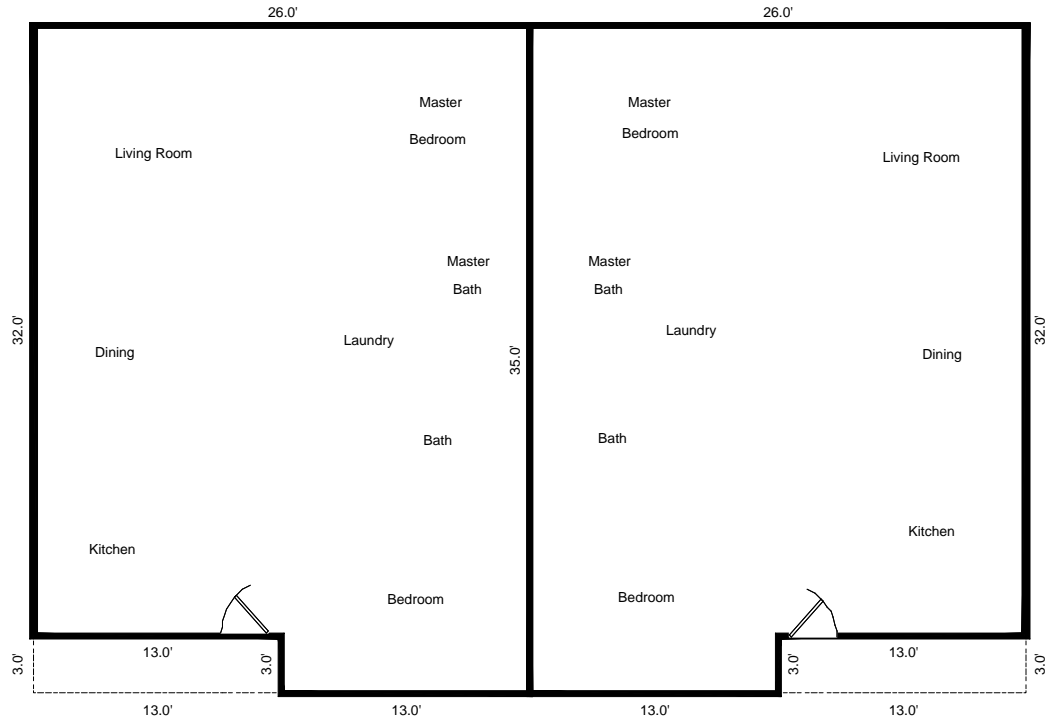 26.0'
26.0'
Master
Bedroom
Master
Bedroom
Living Room
Living Room
Master
Bath
Master
Bath
32.0'
Dining
Laundry
35.0'
Laundry
Dining
32.0'
Bath
Bath
Kitchen
Kitchen
Bedroom
Bedroom
3.0'
13.0'
3.0'
3.0'
13.0'
3.0'
13.0'
13.0'
13.0'
13.0'